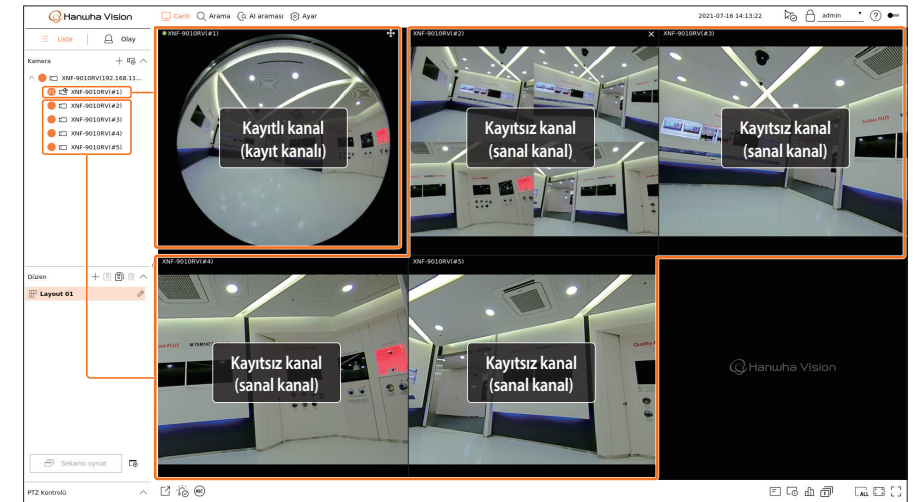 Hanwha Vision
Canlı
Arama
AI araması
Ayar
2021-07-16 14:13:22
admin
Liste
Olay
Kamera
XNF-9010RV(192.168.11...
XNF-9010RV(#1)
XNF-9010RV(#2)
XNF-9010RV(#3)
XNF-9010RV(#4)
XNF-9010RV(#5)
XNF-9010RV(#1)
Kayıtlı kanal
(kayıt kanalı)
XNF-9010RV(#2)
Kayıtsız kanal
(sanal kanal)
XNF-9010RV(#3)
Kayıtsız kanal
(sanal kanal)
XNF-9010RV(#4)
Kayıtsız kanal
(sanal kanal)
XNF-9010RV(#5)
Kayıtsız kanal
(sanal kanal)
Hanwha Vision
Düzen
Layout 01
Sekansı oynat
PTZ Kontrolü
REC
ALL